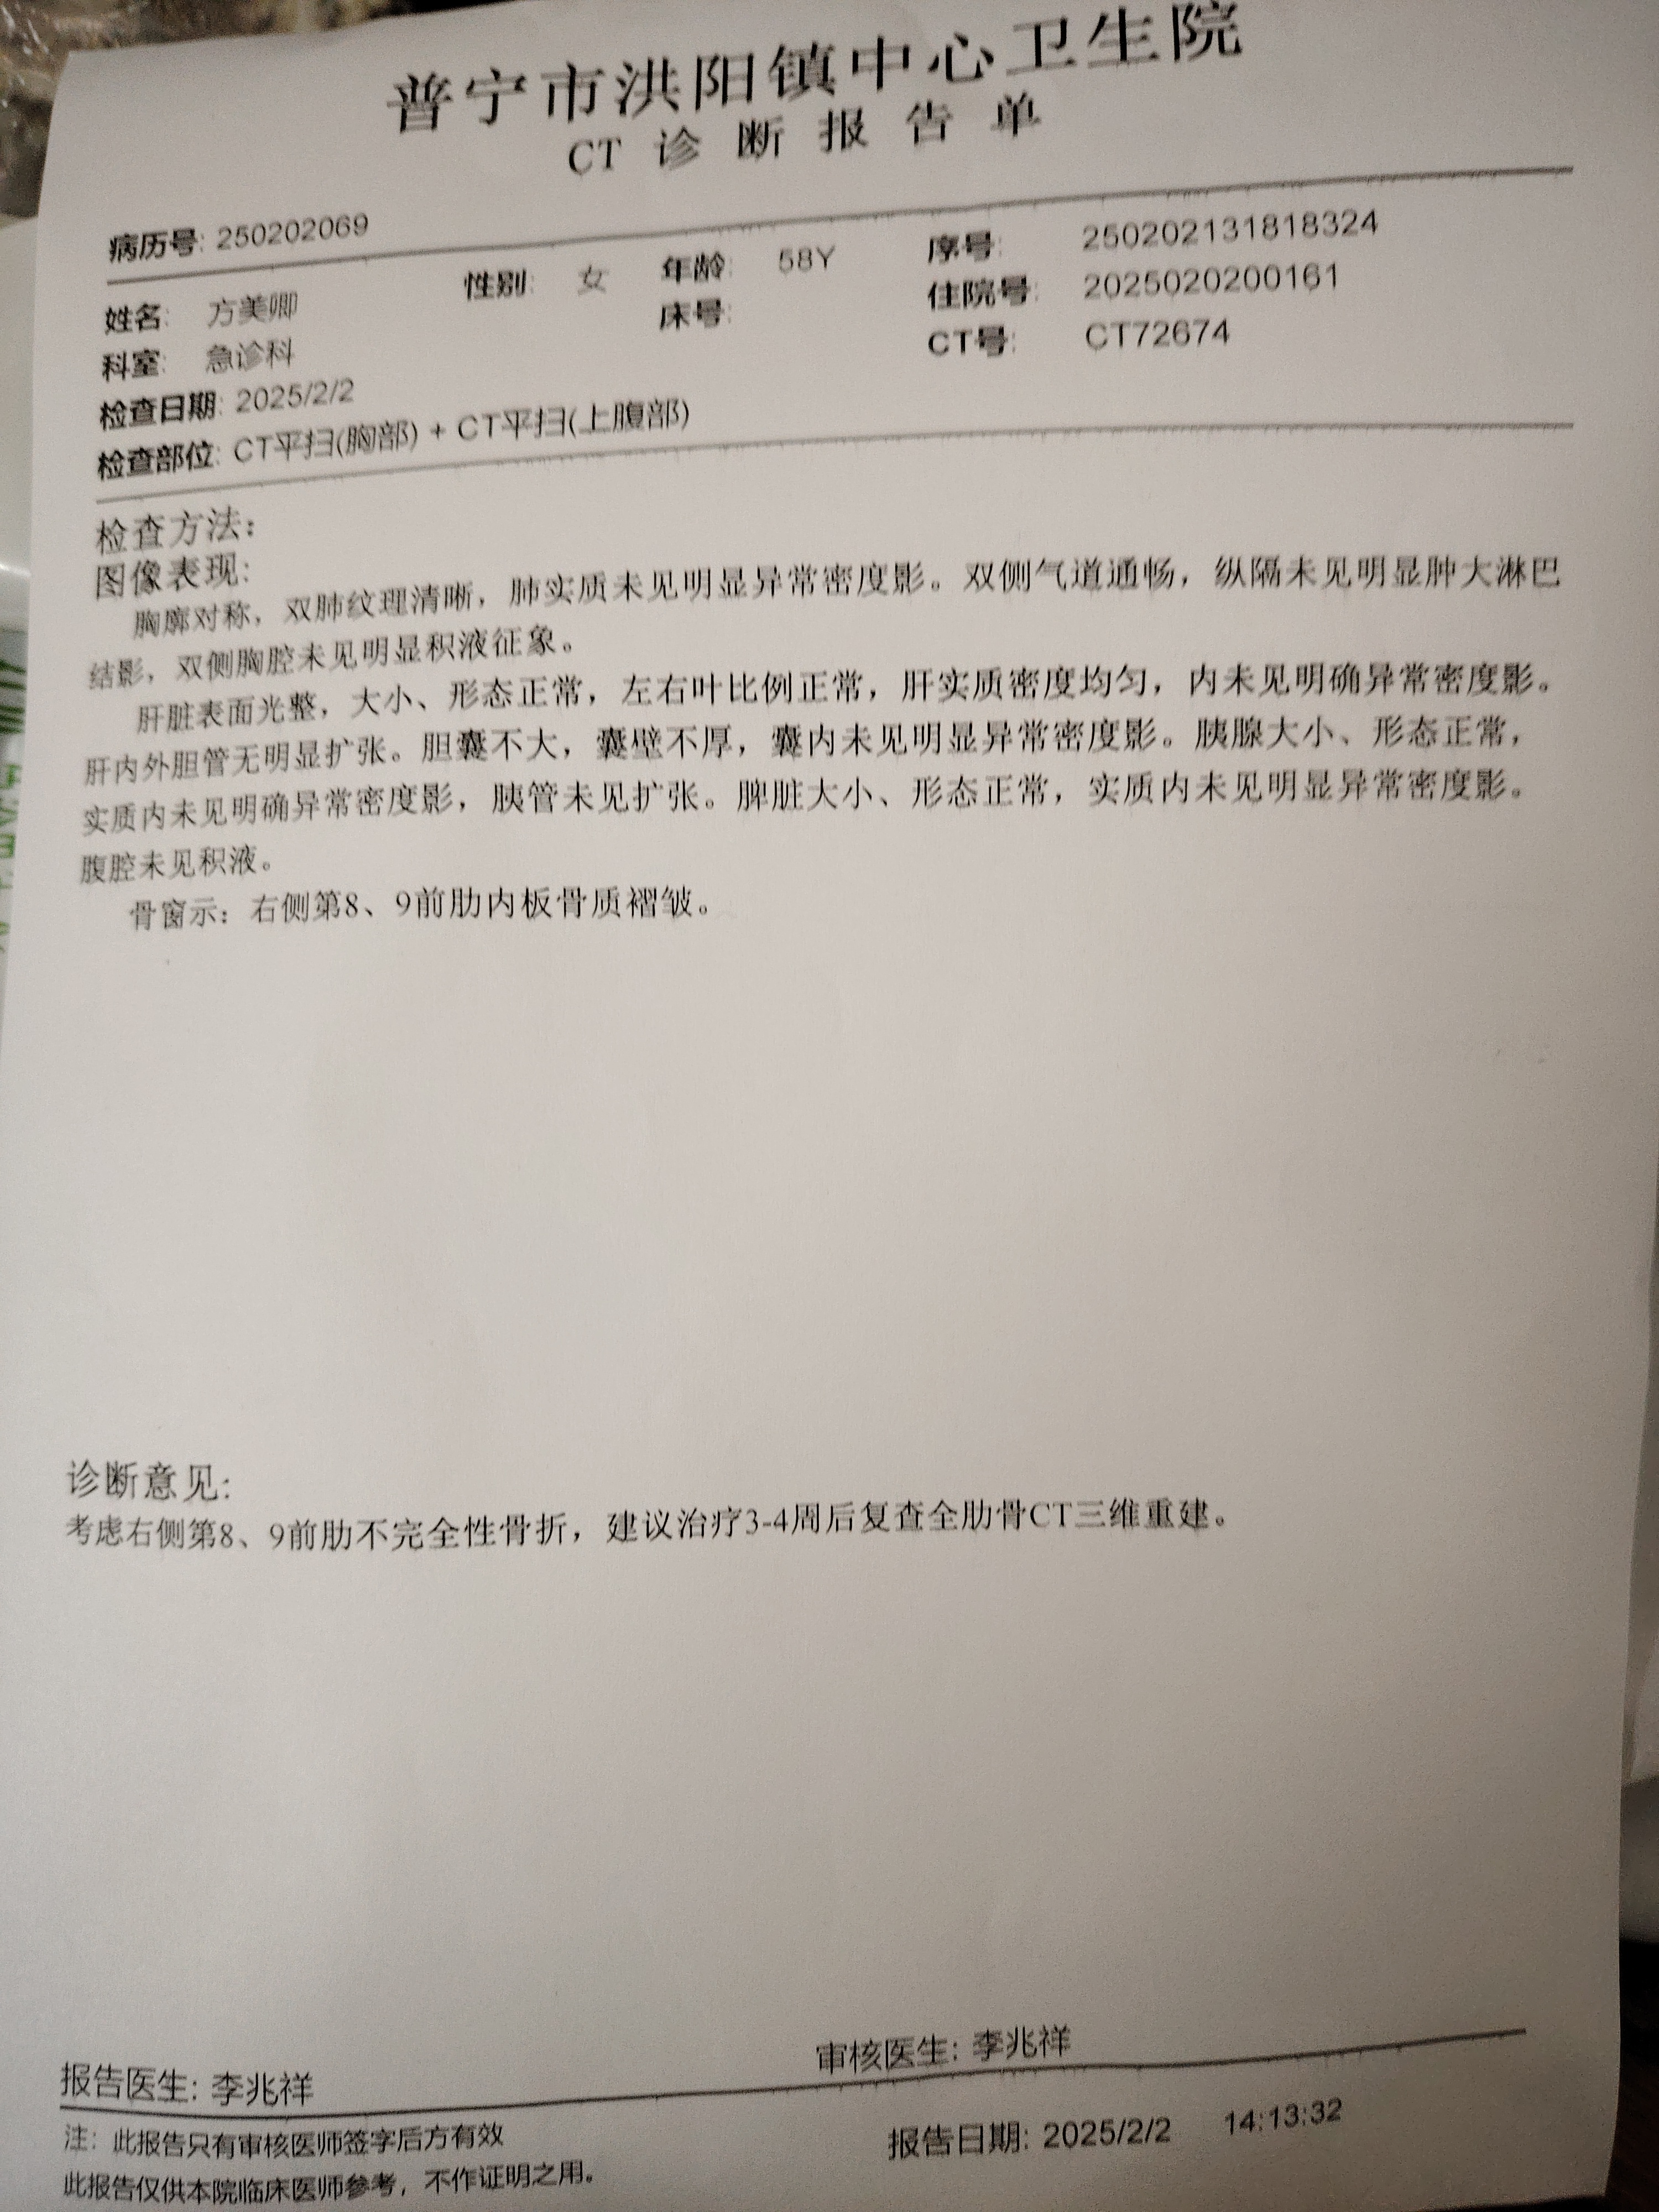 普宁市洪阳镇中心卫生院
CT 诊断报告单
病历号: 250202069
姓名: 方美卿 性别: 女 年龄: 58Y 序号: 250202131818324
科室: 急诊科 床号: 住院号: 2025020200161
检查日期: 2025/2/2 CT号: CT72674
检查部位: CT平扫(胸部) + CT平扫(上腹部)
检查方法:
图像表现:
胸廓对称，双肺纹理清晰，肺实质未见明显异常密度影。双侧气道通畅，纵隔未见明显肿大淋巴
结影，双侧胸腔未见明显积液征象。
肝脏表面光整，大小、形态正常，左右叶比例正常，肝实质密度均匀，内未见明确异常密度影。
肝内外胆管无明显扩张。胆囊不大，囊壁不厚，囊内未见明显异常密度影。胰腺大小、形态正常，
实质内未见明确异常密度影，胰管未见扩张。脾脏大小、形态正常，实质内未见明显异常密度影。
腹腔未见积液。
骨窗示：右侧第8、9前肋内板骨质褶皱。
诊断意见:
考虑右侧第8、9前肋不完全性骨折，建议治疗3-4周后复查全肋骨CT三维重建。
报告医生: 李兆祥 审核医生: 李兆祥
注: 此报告只有审核医师签字后方有效 报告日期: 2025/2/2 14:13:32
此报告仅供本院临床医师参考，不作证明之用。